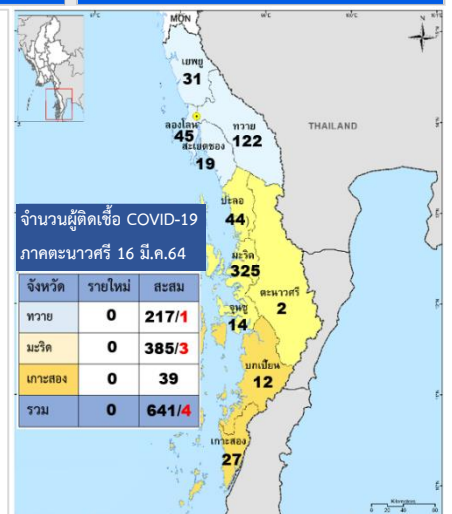 MON
เยพยู
31
ลองโลน
45
ทวาย
122
สะเยดชอง
19
THAILAND
ปะลอ
44
มะริด
325
ตะนาวศรี
2
จุนซู
14
บกเปี้ยน
12
เกาะสอง
27
จำนวนผู้ติดเชื้อ COVID-19
ภาคตะนาวศรี 16 มี.ค.64
จังหวัด รายใหม่ สะสม
ทวาย 0 217/1
มะริด 0 385/3
เกาะสอง 0 39
รวม 0 641/4
N
Kilometers